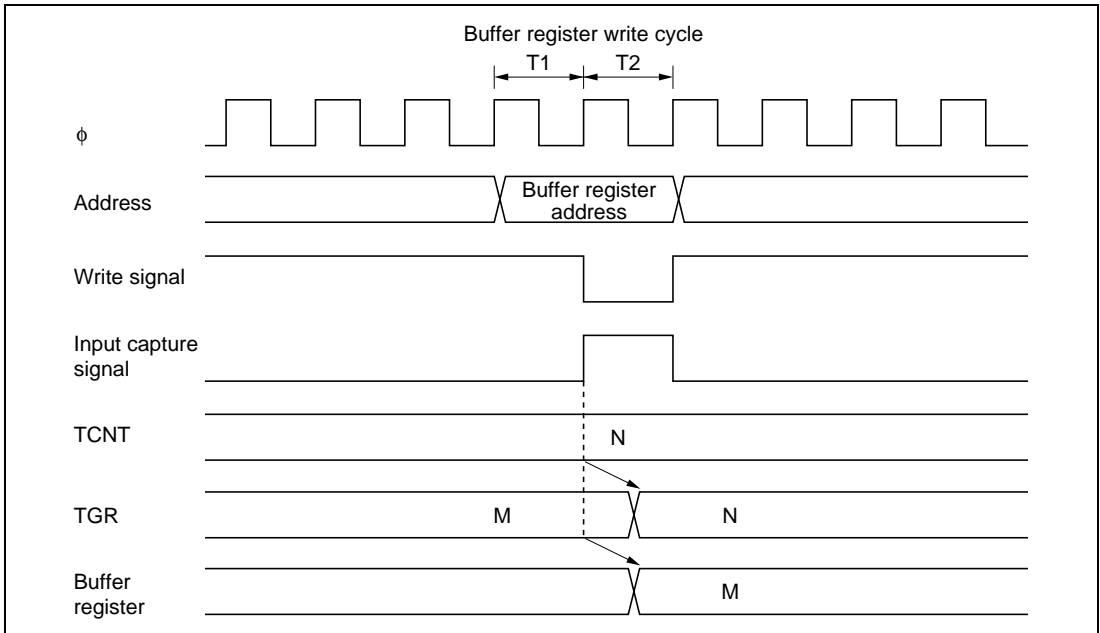 Buffer register write cycle
T1 T2
ϕ
Address
Buffer register
address
Write signal
Input capture
signal
TCNT
N
TGR
M N
Buffer
register
M